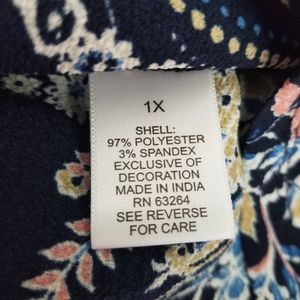 1X
SHELL:
97% POLYESTER
3% SPANDEX
EXCLUSIVE OF
DECORATION
MADE IN INDIA
RN 63264
SEE REVERSE
FOR CARE